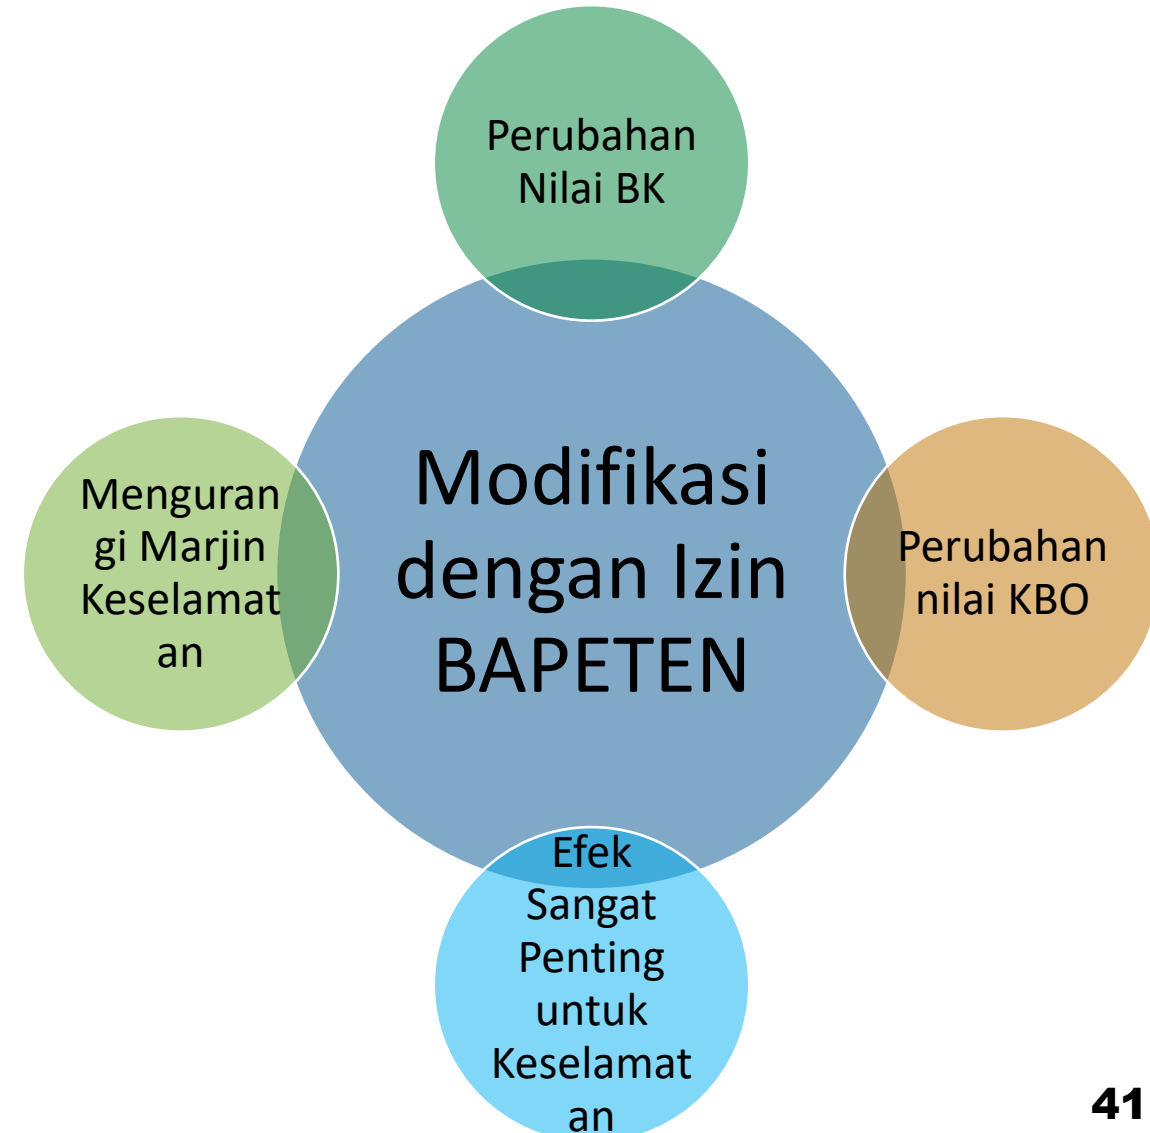 Perubahan
Nilai BK
Menguran
gi Marjin
Keselamat
an
Modifikasi
dengan Izin
BAPETEN
Perubahan
nilai KBO
Efek
Sangat
Penting
untuk
Keselamat
an
41